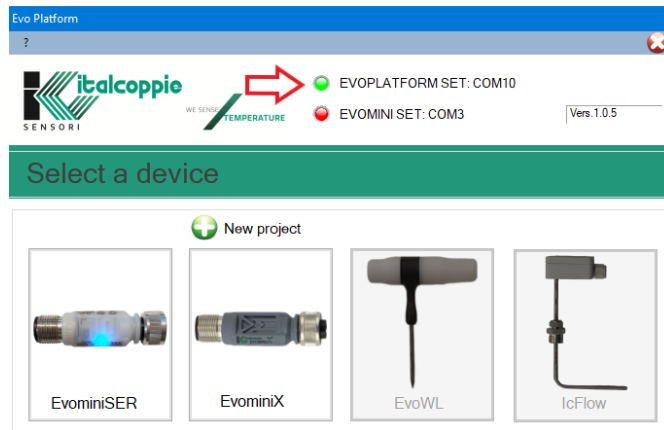 Evo Platform
?
italcoppie
SENSORI
WE SENSE
TEMPERATURE
EVOPLATFORM SET: COM10
EVOMINI SET: COM3
Vers.1.0.5
Select a device
New project
EvominiSER
EvominiX
EvoWL
IcFlow